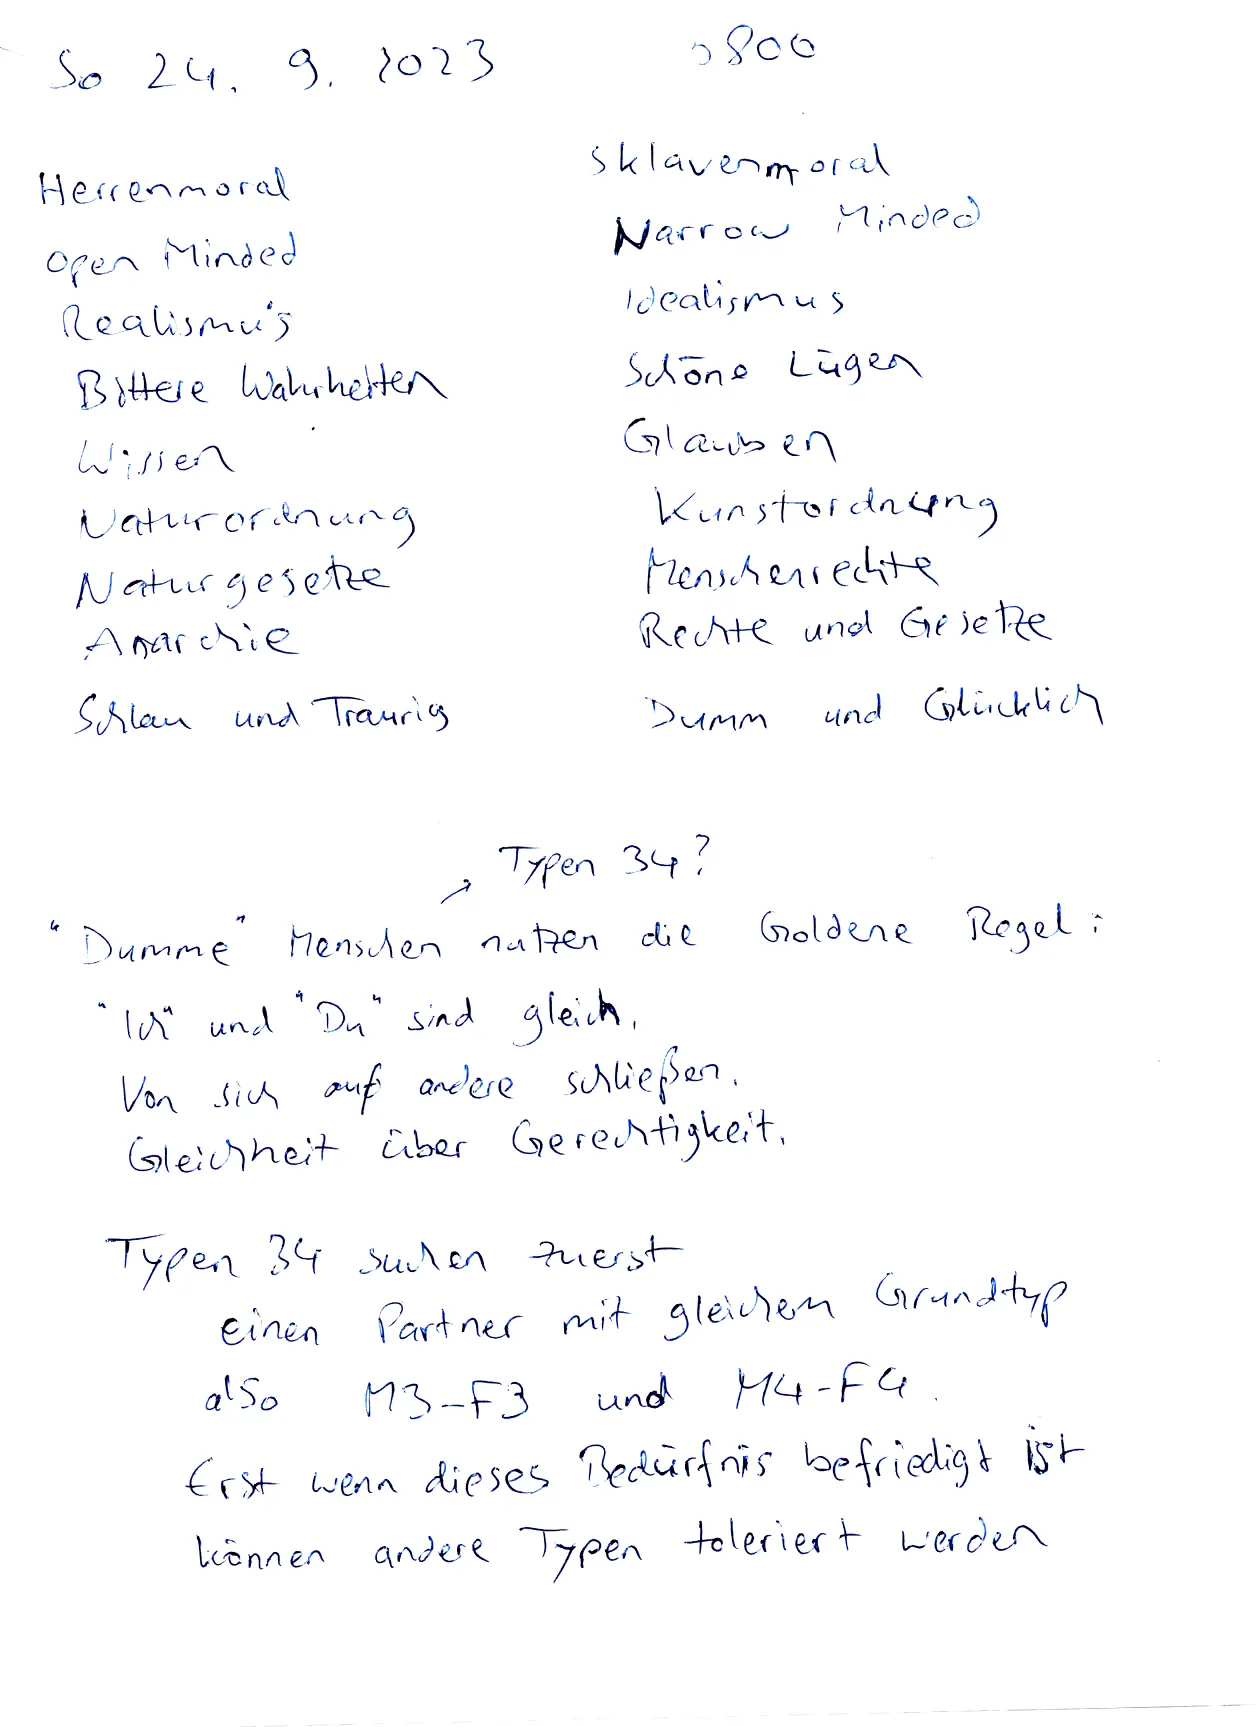 So 24. 9. 2023 0800
Herrenmoral Sklavenmoral
Open Minded Narrow Minded
Realismus Idealismus
Bittere Wahrheiten Schöne Lügen
Wissen Glauben
Naturordnung Kunstordnung
Naturgesetze Menschenrechte
Anarchie Rechte und Gesetze
Schlau und Traurig Dumm und Glücklich
Typen 34?
"Dumme" Menschen nutzen die Goldene Regel:
"Ich" und "Du" sind gleich.
Von sich auf andere schließen.
Gleichheit über Gerechtigkeit.
Typen 34 suchen zuerst
einen Partner mit gleichem Grundtyp
also M3-F3 und M4-F4.
Erst wenn dieses Bedürfnis befriedigt ist
können andere Typen toleriert werden